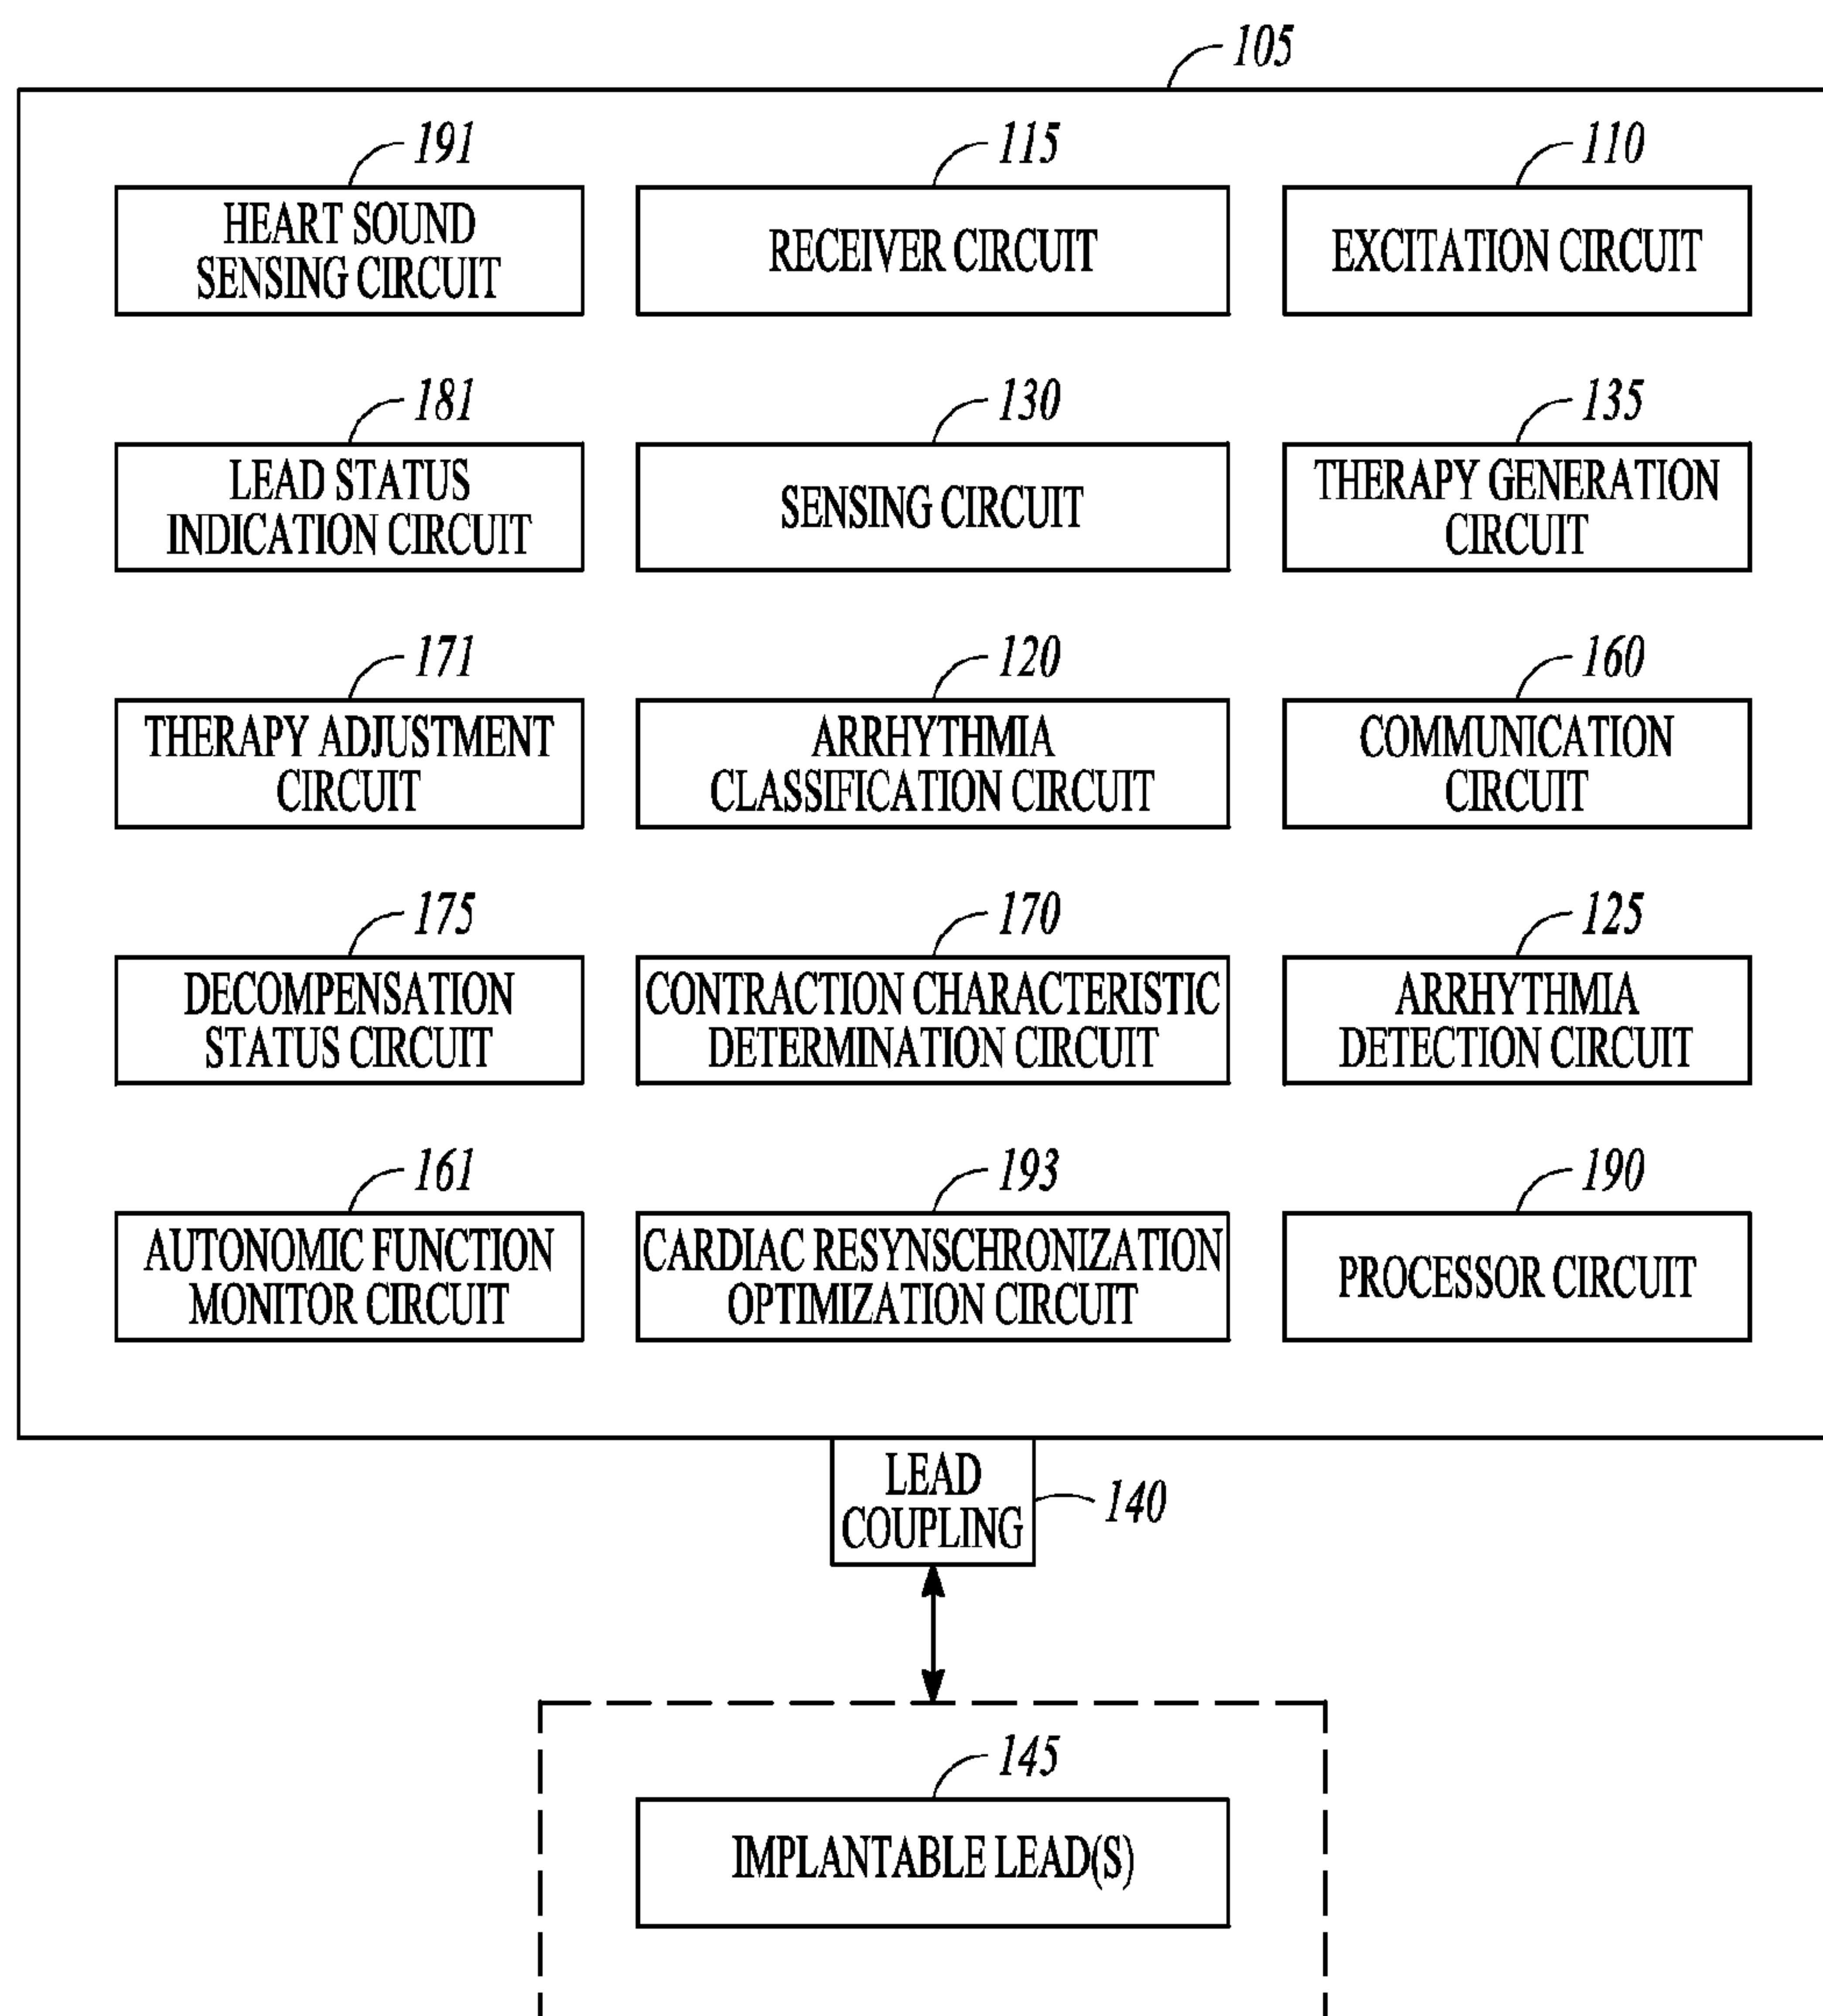 105
191
HEART SOUND
SENSING CIRCUIT
115
RECEIVER CIRCUIT
110
EXCITATION CIRCUIT
181
LEAD STATUS
INDICATION CIRCUIT
130
SENSING CIRCUIT
135
THERAPY GENERATION
CIRCUIT
171
THERAPY ADJUSTMENT
CIRCUIT
120
ARRHYTHMIA
CLASSIFICATION CIRCUIT
160
COMMUNICATION
CIRCUIT
175
DECOMPENSATION
STATUS CIRCUIT
170
CONTRACTION CHARACTERISTIC
DETERMINATION CIRCUIT
125
ARRHYTHMIA
DETECTION CIRCUIT
161
AUTONOMIC FUNCTION
MONITOR CIRCUIT
193
CARDIAC RESYNSCHRONIZATION
OPTIMIZATION CIRCUIT
190
PROCESSOR CIRCUIT
LEAD
COUPLING
140
145
IMPLANTABLE LEAD(S)